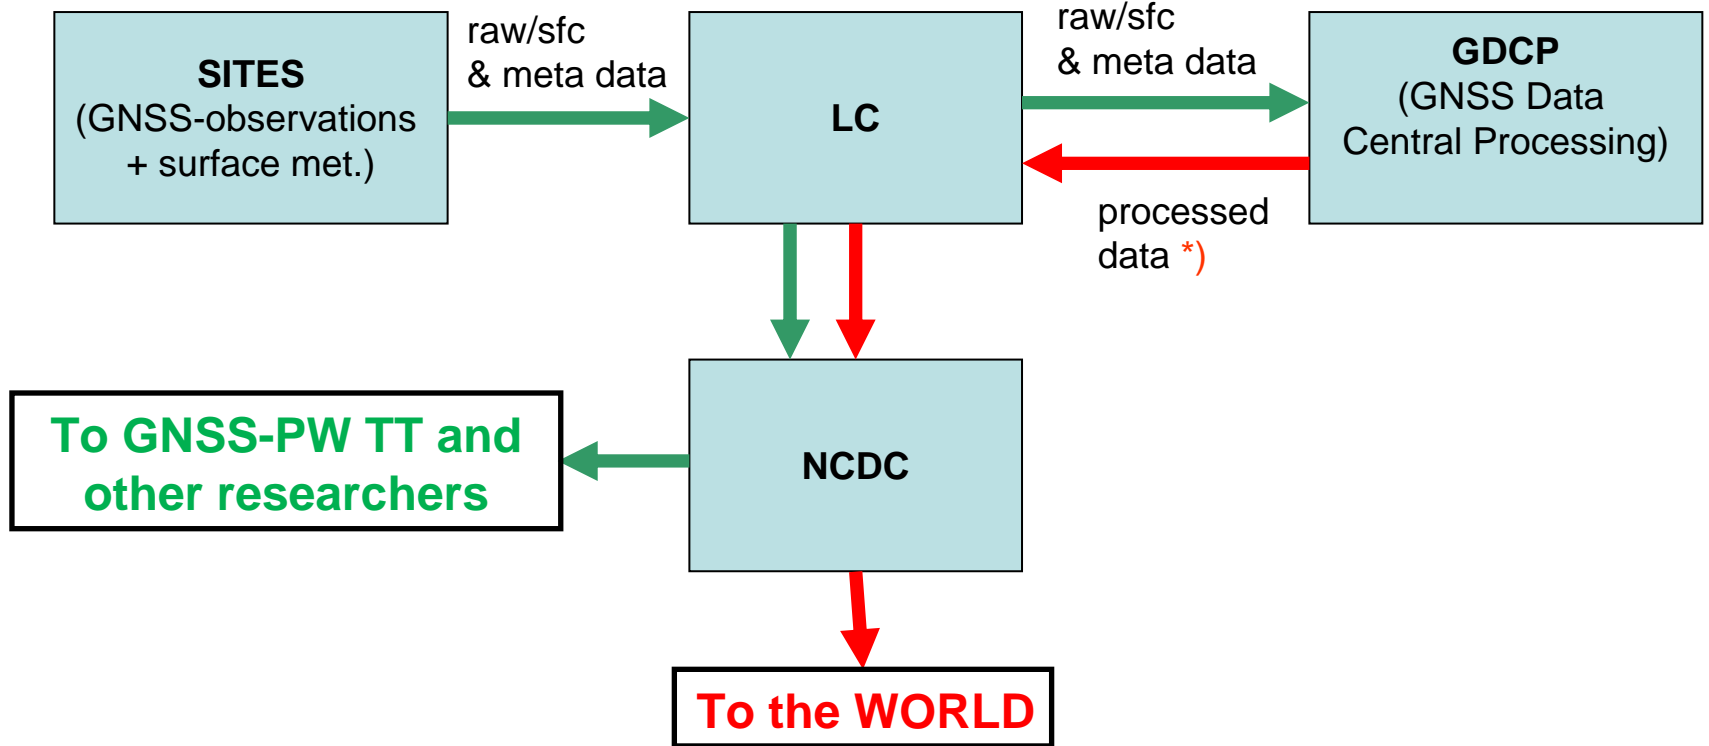 SITES
(GNSS-observations
+ surface met.)
raw/sfc
& meta data
LC
raw/sfc
& meta data
GDCP
(GNSS Data
Central Processing)
processed
data *)
NCDC
To GNSS-PW TT and
other researchers
To the WORLD